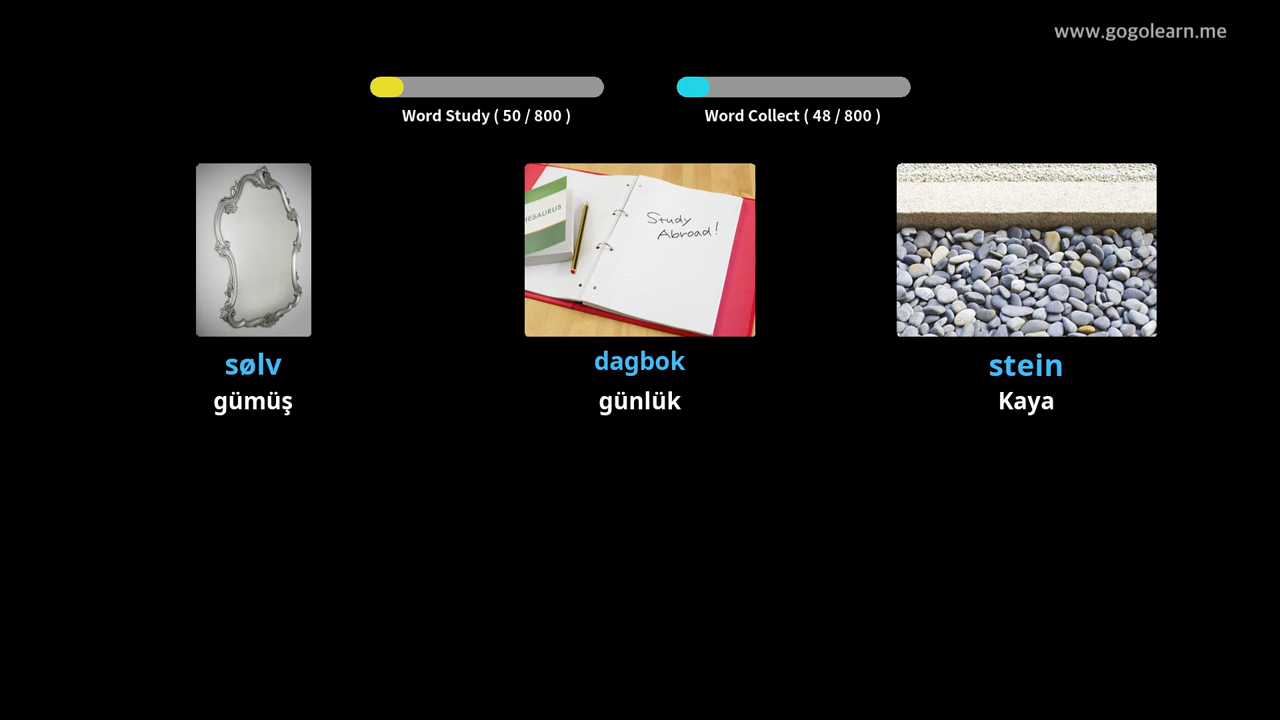 www.gogolearn.me
Word Study ( 50 / 800 )
Word Collect ( 48 / 800 )
HESAURUS
Study
Abroad!
sølv
dagbok
stein
gümüş
günlük
Kaya